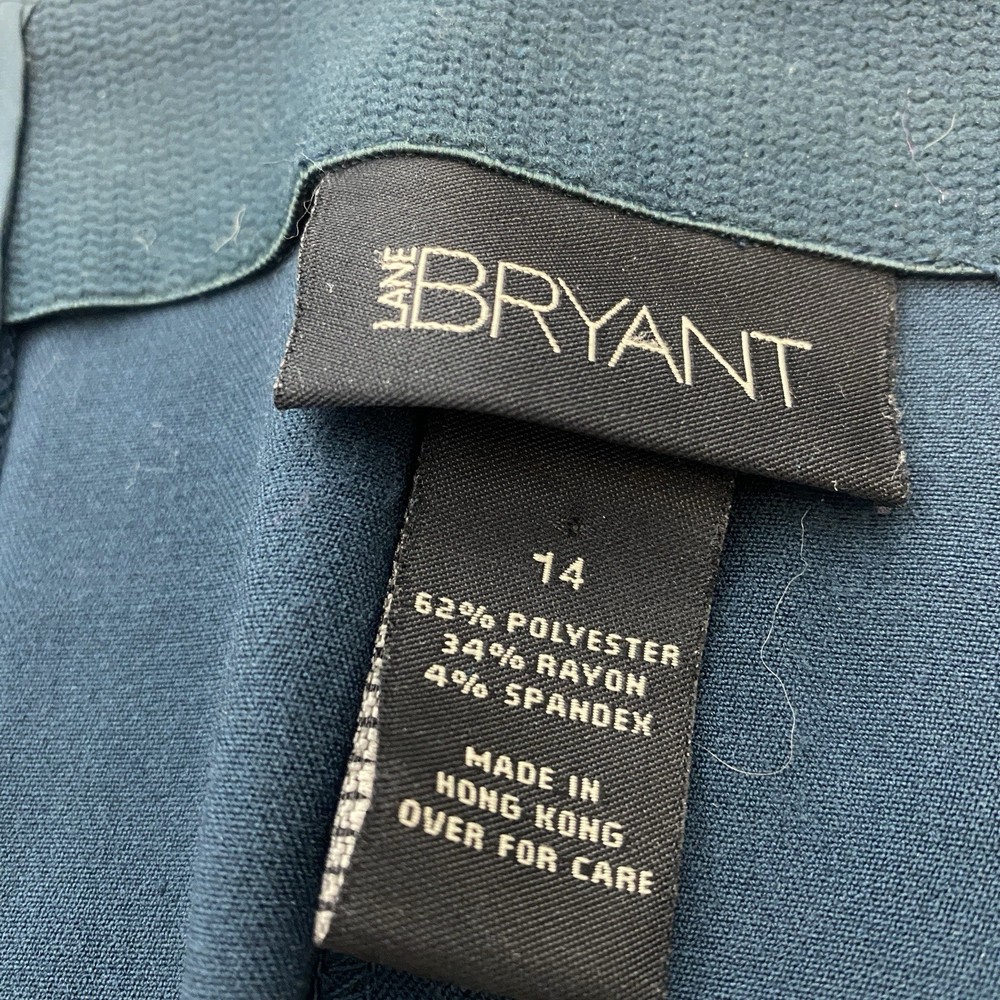 LANE BRYANT
14
62% POLYESTER
34% RAYON
4% SPANDEX
MADE IN
HONG KONG
OVER FOR CARE